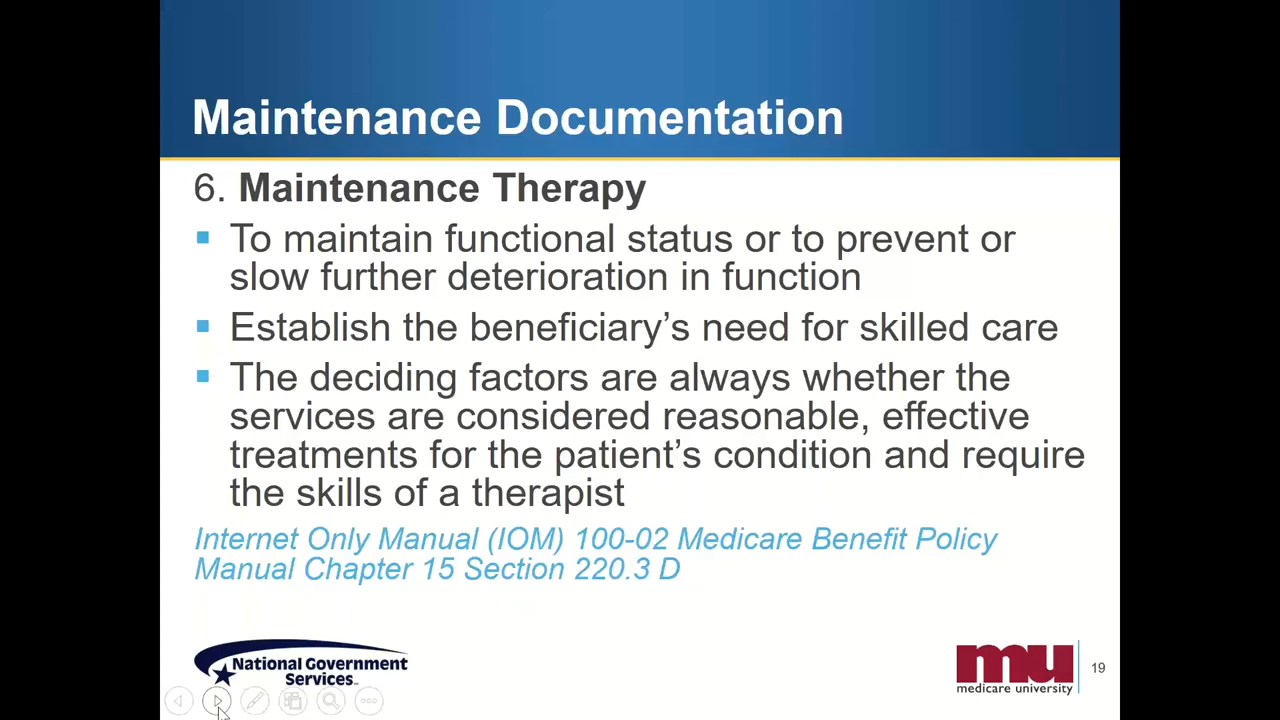 Maintenance Documentation
6. Maintenance Therapy
To maintain functional status or to prevent or
slow further deterioration in function
Establish the beneficiary’s need for skilled care
The deciding factors are always whether the
services are considered reasonable, effective
treatments for the patient’s condition and require
the skills of a therapist
Internet Only Manual (IOM) 100-02 Medicare Benefit Policy
Manual Chapter 15 Section 220.3 D
National Government
Services
mu
medicare university
19